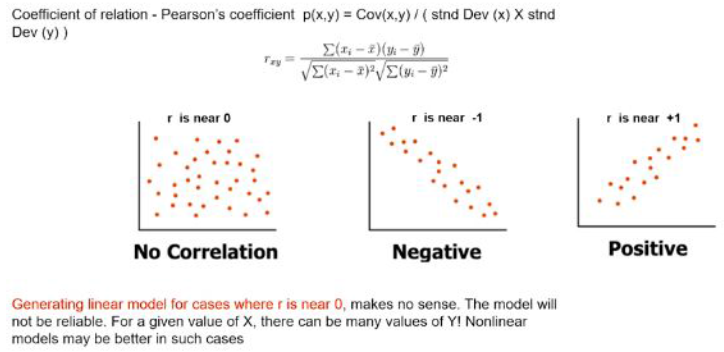 Coefficient of relation - Pearson's coefficient p(x,y) = Cov(x,y) / ( stnd Dev (x) X stnd
Dev (y) )
r_xy = Σ(x_i − x̄)(y_i − ȳ) / √Σ(x_i − x̄)²√Σ(y_i − ȳ)²
r is near 0
r is near -1
r is near +1
No Correlation
Negative
Positive
Generating linear model for cases where r is near 0, makes no sense. The model will
not be reliable. For a given value of X, there can be many values of Y! Nonlinear
models may be better in such cases